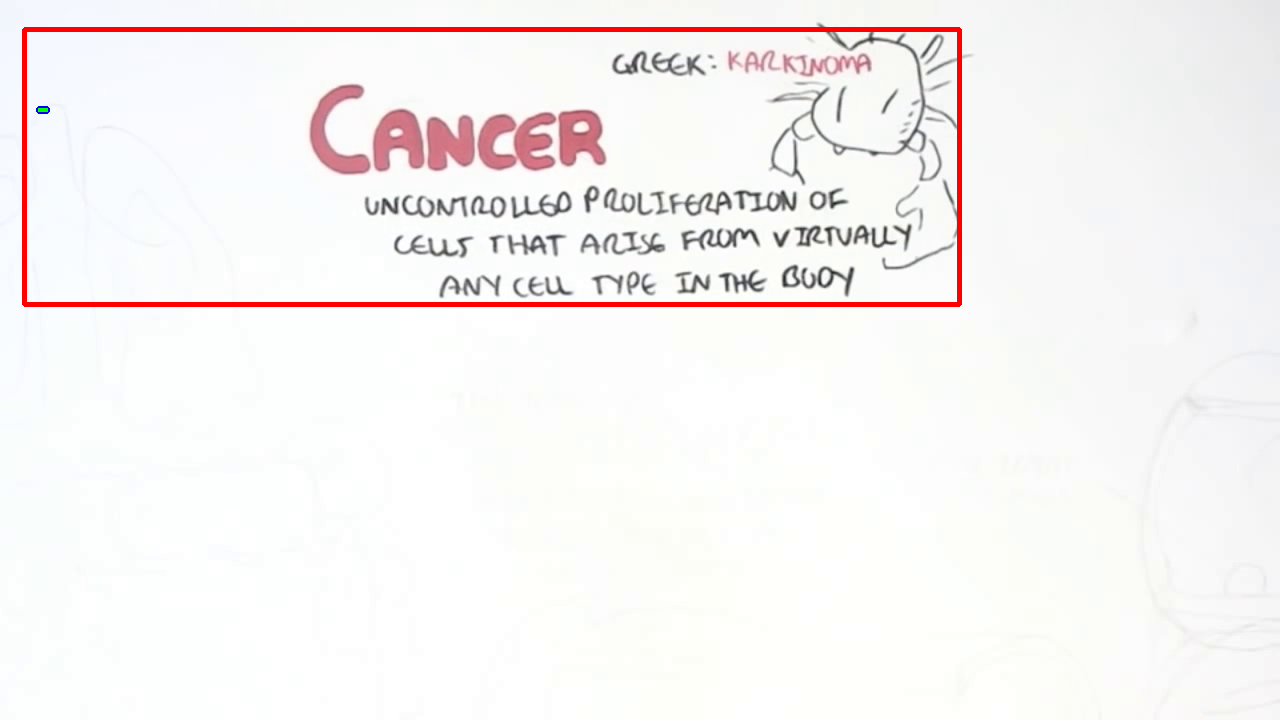 GREEK: KARKINOMA
CANCER
UNCONTROLLED PROLIFERATION OF
CELLS THAT ARISE FROM VIRTUALLY
ANY CELL TYPE IN THE BODY